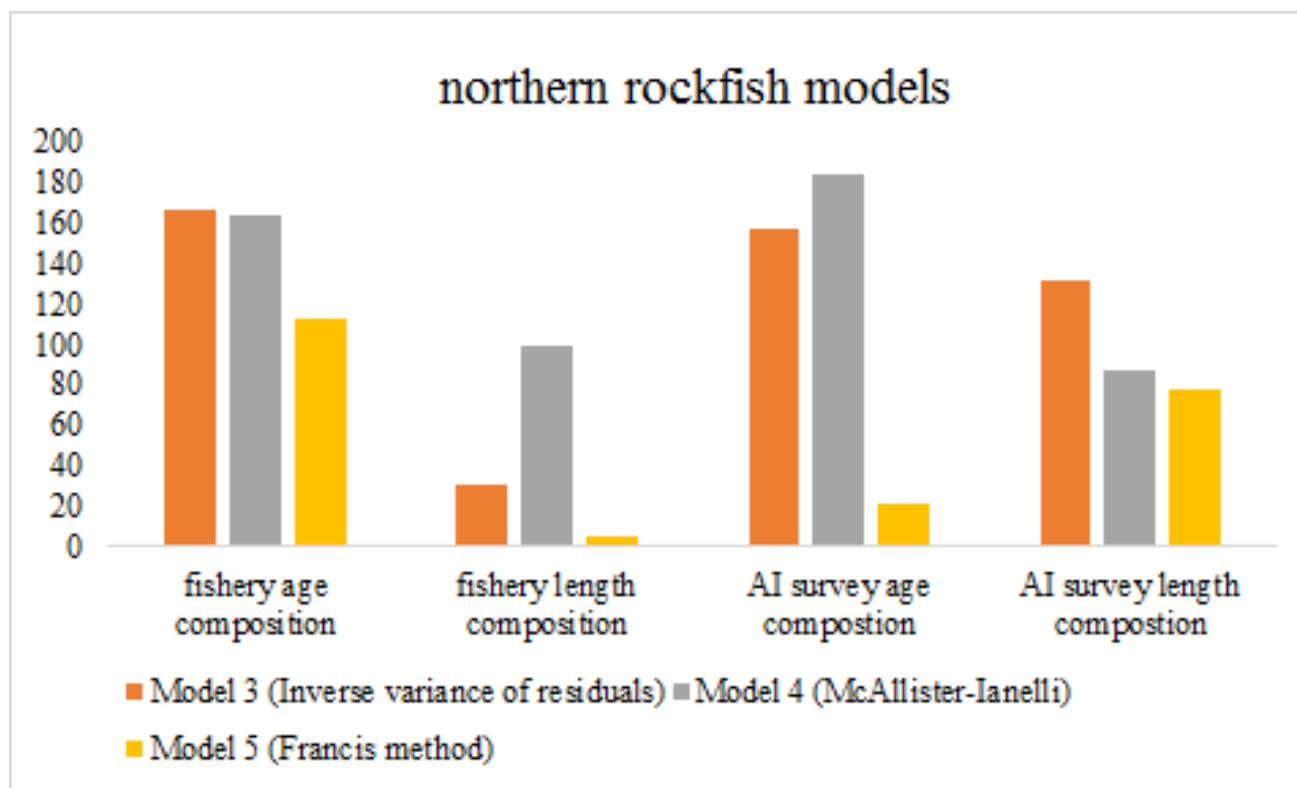 northern rockfish models
200
180
160
140
120
100
80
60
40
20
0
fishery age
composition
fishery length
composition
AI survey age
compostion
AI survey length
compostion
Model 3 (Inverse variance of residuals)
Model 4 (McAllister-Ianelli)
Model 5 (Francis method)